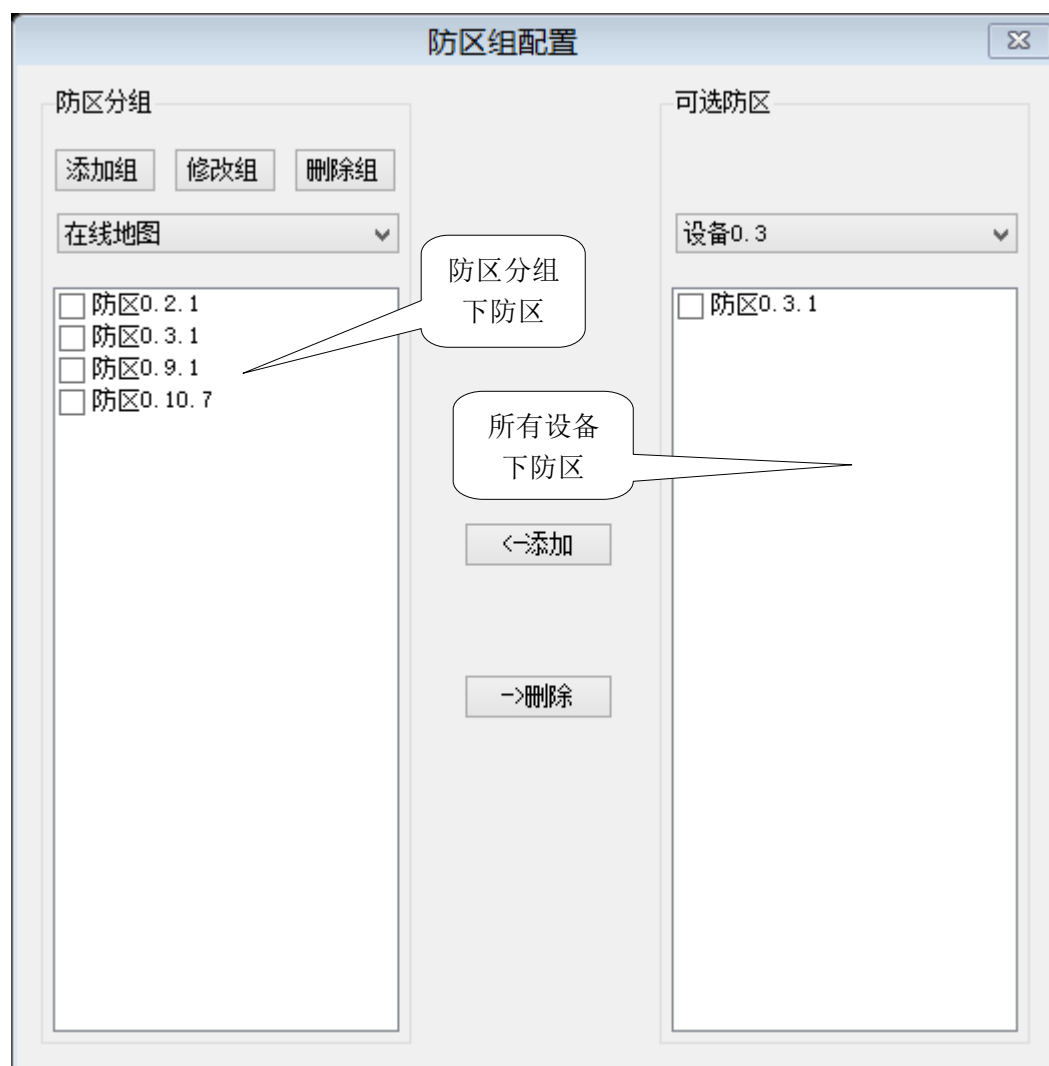 防区组配置
防区分组
添加组 修改组 删除组
在线地图
防区0.2.1
防区0.3.1
防区0.9.1
防区0.10.7
防区分组
下防区
所有设备
下防区
<-添加
->删除
可选防区
设备0.3
防区0.3.1